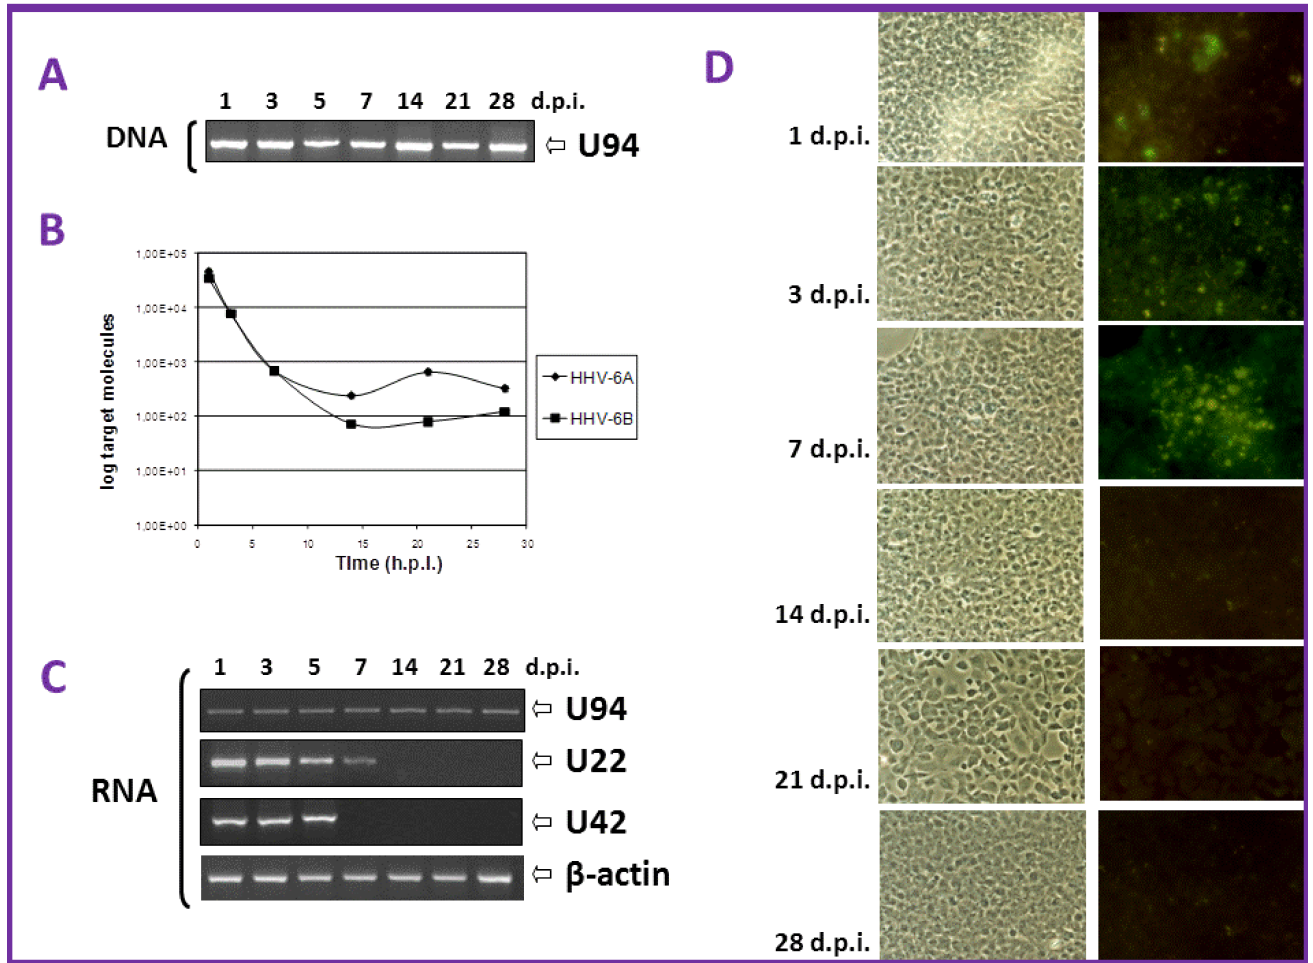 A
1 3 5 7 14 21 28 d.p.i.
DNA
⇦ U94
B
1,00E+05
1,00E+04
1,00E+03
1,00E+02
1,00E+01
1,00E+00
log target molecules
0 5 10 15 20 25 30
Time (h.p.i.)
HHV-6A
HHV-6B
C
1 3 5 7 14 21 28 d.p.i.
RNA
⇦ U94
⇦ U22
⇦ U42
⇦ β-actin
D
1 d.p.i.
3 d.p.i.
7 d.p.i.
14 d.p.i.
21 d.p.i.
28 d.p.i.